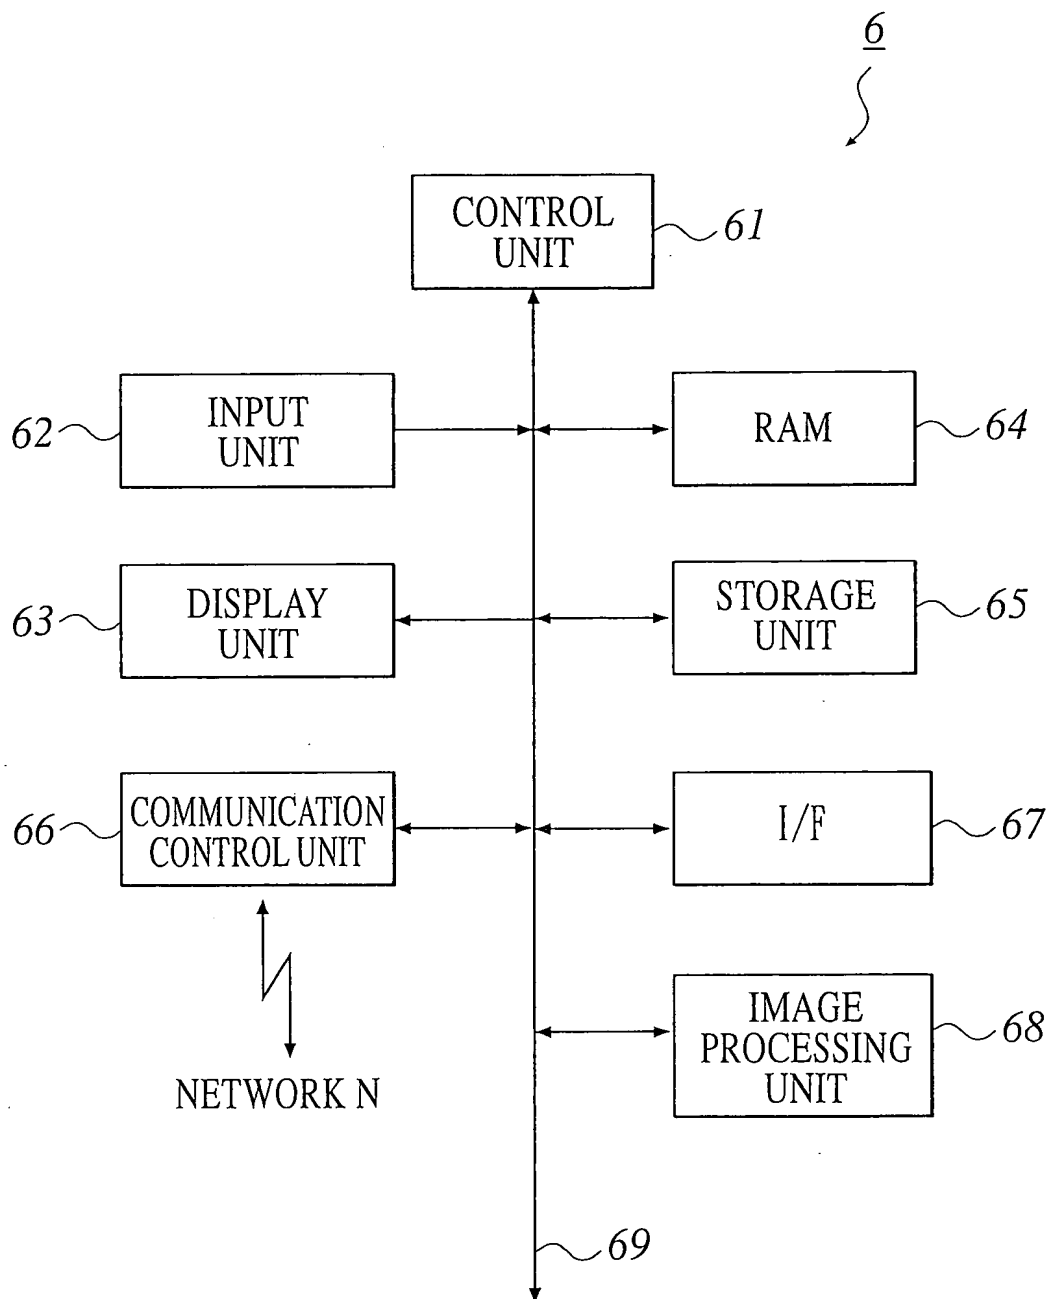 6
CONTROL
UNIT
61
62
INPUT
UNIT
RAM
64
63
DISPLAY
UNIT
STORAGE
UNIT
65
66
COMMUNICATION
CONTROL UNIT
I/F
67
NETWORK N
IMAGE
PROCESSING
UNIT
68
69